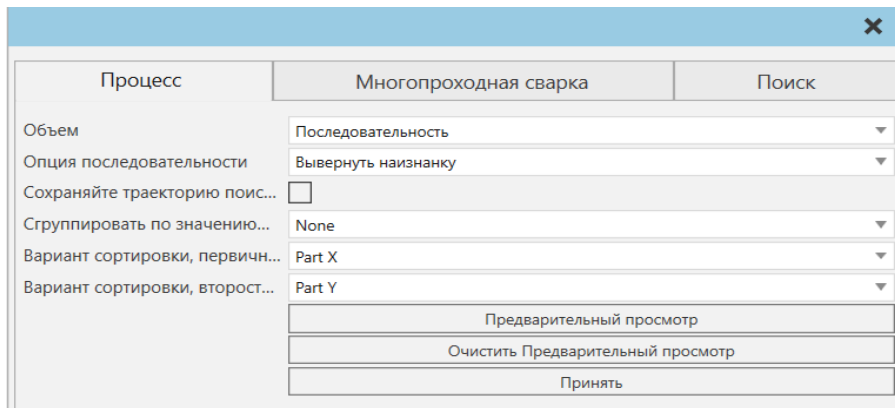 Процесс
Многопроходная сварка
Поиск
Объем
Последовательность
Опция последовательности
Вывернуть наизнанку
Сохраняйте траекторию поис...
Сгруппировать по значению...
None
Вариант сортировки, первичн...
Part X
Вариант сортировки, второст...
Part Y
Предварительный просмотр
Очистить Предварительный просмотр
Принять